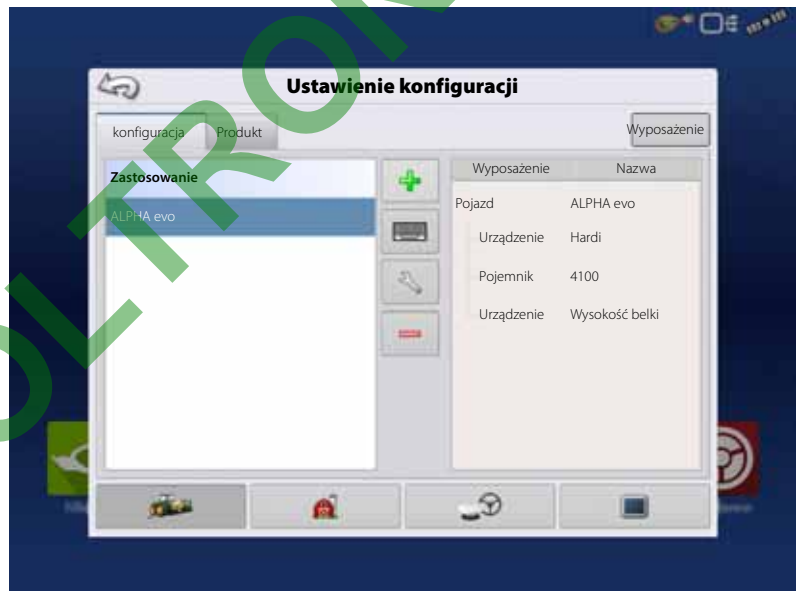 Ustawienie konfiguracji
konfiguracja Produkt Wyposażenie
Zastosowanie
ALPHA evo
Wyposażenie Nazwa
Pojazd ALPHA evo
Urządzenie Hardi
Pojemnik 4100
Urządzenie Wysokość belki